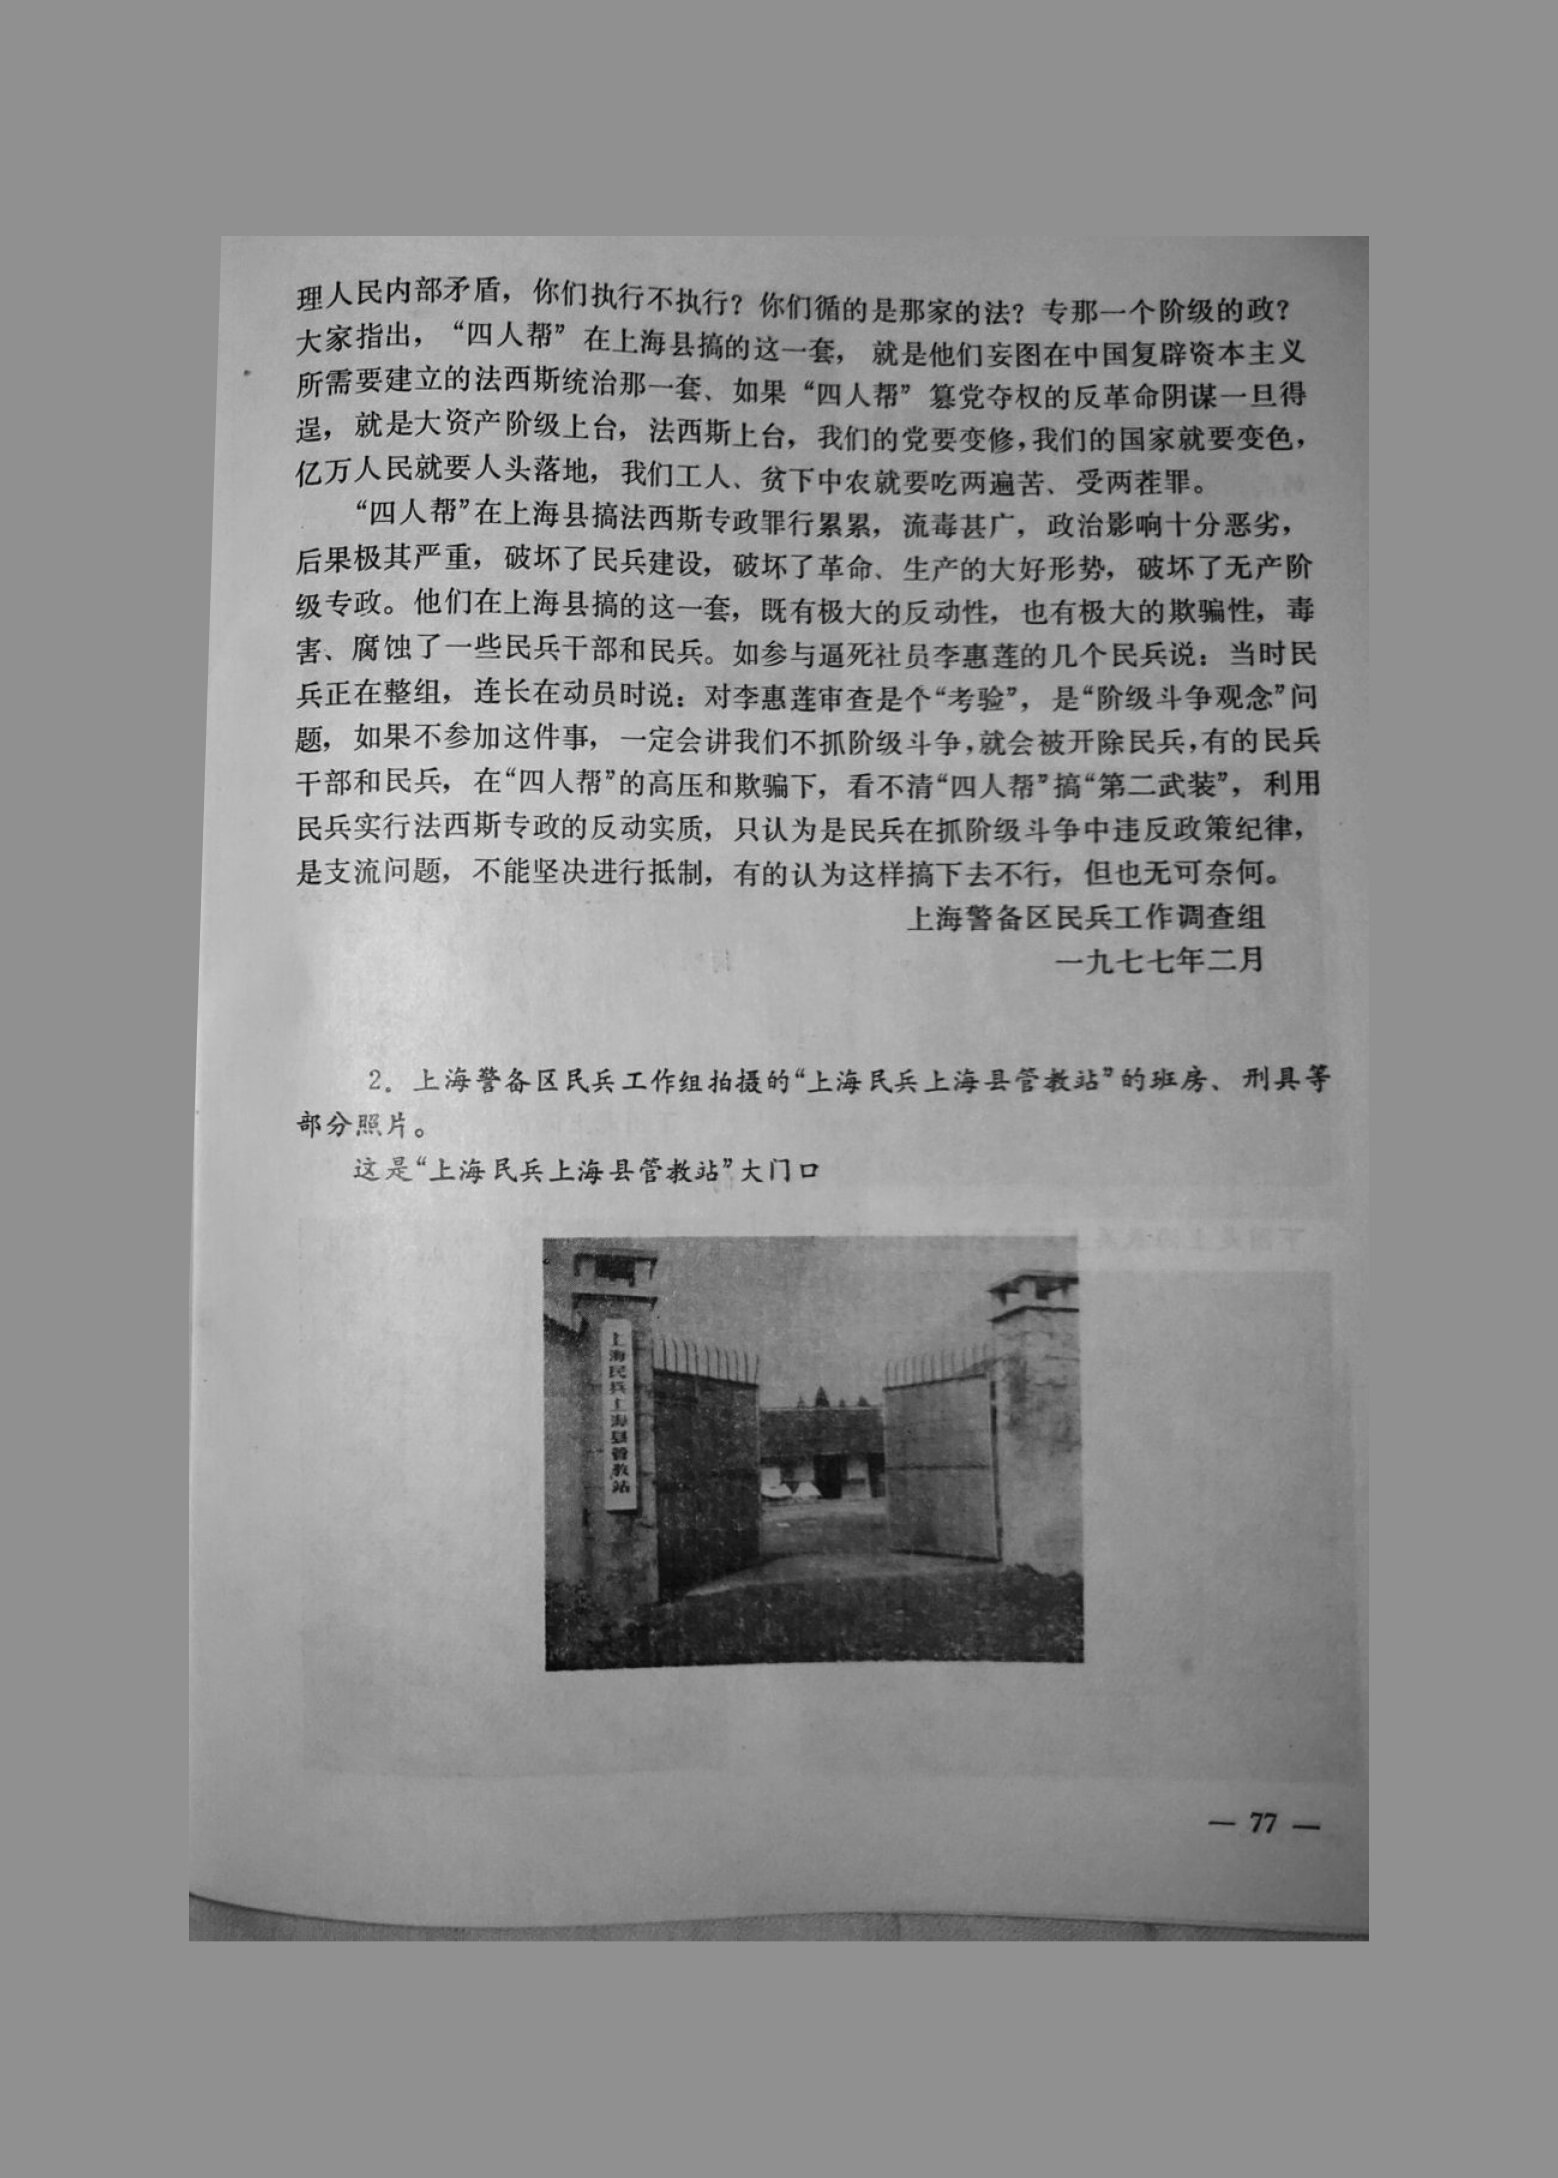 理人民内部矛盾，你们执行不执行？你们循的是那家的法？专那一个阶级的政？
大家指出，“四人帮”在上海县搞的这一套，就是他们妄图在中国复辟资本主义
所需要建立的法西斯统治那一套、如果“四人帮”篡党夺权的反革命阴谋一旦得
逞，就是大资产阶级上台，法西斯上台，我们的党要变修，我们的国家就要变色，
亿万人民就要人头落地，我们工人、贫下中农就要吃两遍苦、受两茬罪。
“四人帮”在上海县搞法西斯专政罪行累累，流毒甚广，政治影响十分恶劣，
后果极其严重，破坏了民兵建设，破坏了革命、生产的大好形势，破坏了无产阶
级专政。他们在上海县搞的这一套，既有极大的反动性，也有极大的欺骗性，毒
害、腐蚀了一些民兵干部和民兵。如参与逼死社员李惠莲的几个民兵说：当时民
兵正在整组，连长在动员时说：对李惠莲审查是个“考验”，是“阶级斗争观念”问
题，如果不参加这件事，一定会讲我们不抓阶级斗争，就会被开除民兵，有的民兵
干部和民兵，在“四人帮”的高压和欺骗下，看不清“四人帮”搞“第二武装”，利用
民兵实行法西斯专政的反动实质，只认为是民兵在抓阶级斗争中违反政策纪律，
是支流问题，不能坚决进行抵制，有的认为这样搞下去不行，但也无可奈何。
上海警备区民兵工作调查组
一九七七年二月
2．上海警备区民兵工作组拍摄的“上海民兵上海县管教站”的班房、刑具等
部分照片。
这是“上海民兵上海县管教站”大门口
上海民兵上海县管教站
— 77 —